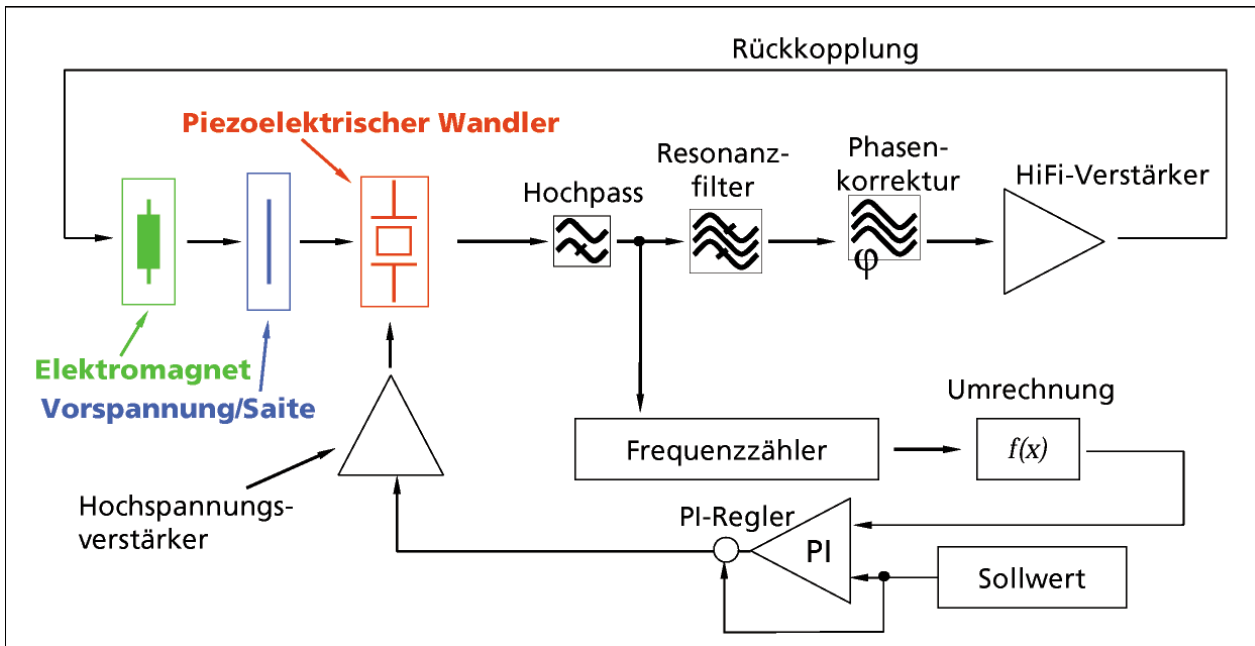 Rückkopplung
Piezoelektrischer Wandler
Hochpass
Resonanz-
filter
Phasen-
korrektur
φ
HiFi-Verstärker
Elektromagnet
Vorspannung/Saite
Hochspannungs-
verstärker
Frequenzzähler
Umrechnung
f(x)
PI-Regler
PI
Sollwert